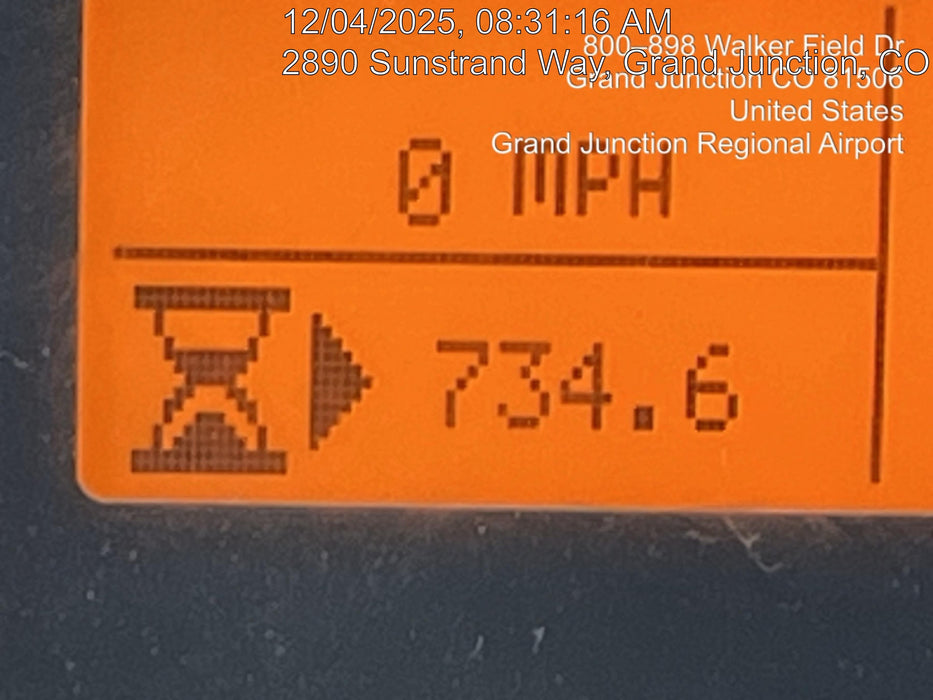 12/04/2025, 08:31:16 AM
2890 Sunstrand Way, Grand Junction, CO
800–898 Walker Field Dr
Grand Junction CO 81506
United States
Grand Junction Regional Airport
0 MPH
734.6